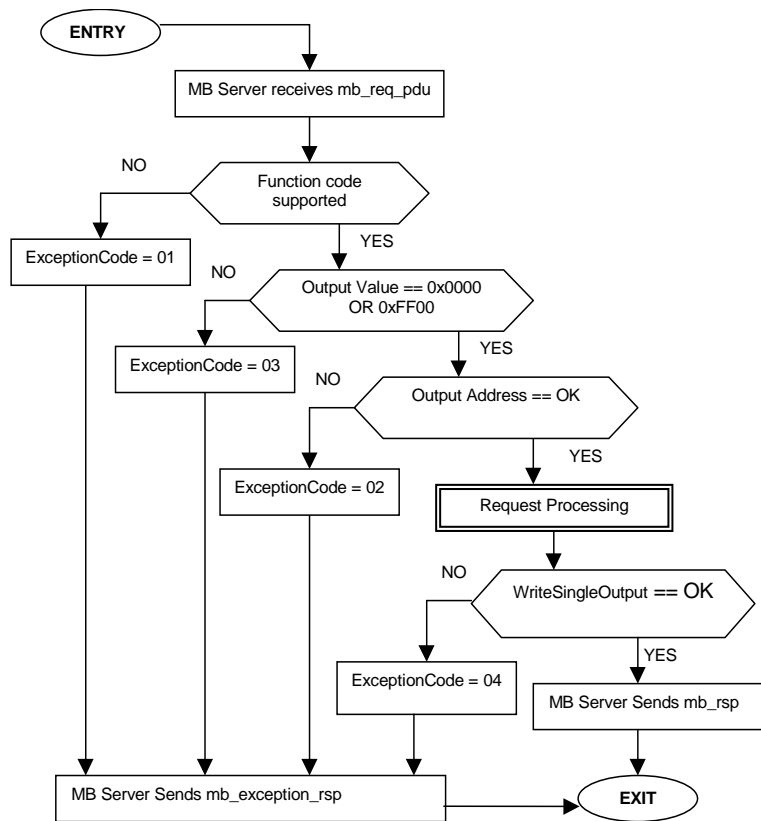 ENTRY
MB Server receives mb_req_pdu
NO
Function code
supported
YES
ExceptionCode = 01
NO
Output Value == 0x0000
OR 0xFF00
YES
ExceptionCode = 03
NO
Output Address == OK
YES
ExceptionCode = 02
Request Processing
NO
WriteSingleOutput == OK
YES
ExceptionCode = 04
MB Server Sends mb_rsp
MB Server Sends mb_exception_rsp
EXIT